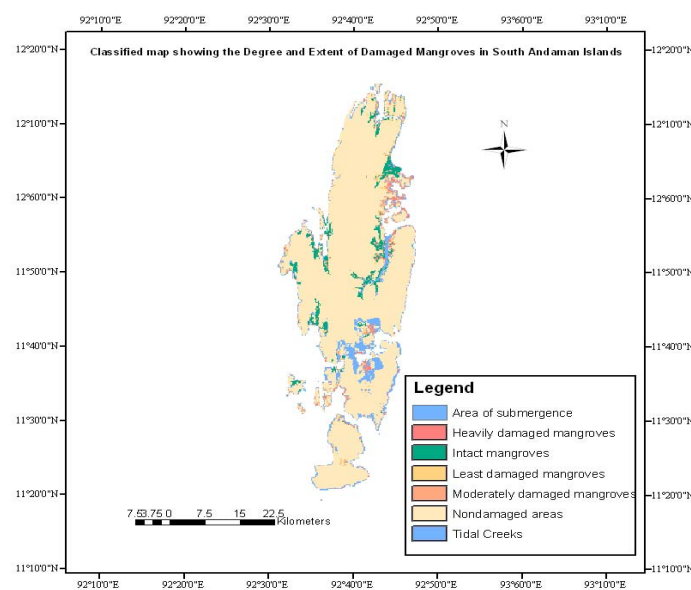 92°10'0"E 92°20'0"E 92°30'0"E 92°40'0"E 92°50'0"E 93°60'0"E 93°10'0"E
Classified map showing the Degree and Extent of Damaged Mangroves in South Andaman Islands
12°20'0"N 12°20'0"N
N
12°10'0"N 12°10'0"N
12°60'0"N 12°60'0"N
11°50'0"N 11°50'0"N
11°40'0"N 11°40'0"N
Legend
Area of submergence
11°30'0"N 11°30'0"N
Heavily damaged mangroves
Intact mangroves
Least damaged mangroves
11°20'0"N 11°20'0"N
Moderately damaged mangroves
Nondamaged areas
7.53.75 0 7.5 15 22.5
Kilometers
Tidal Creeks
11°10'0"N 11°10'0"N
92°10'0"E 92°20'0"E 92°30'0"E 92°40'0"E 92°50'0"E 93°60'0"E 93°10'0"E